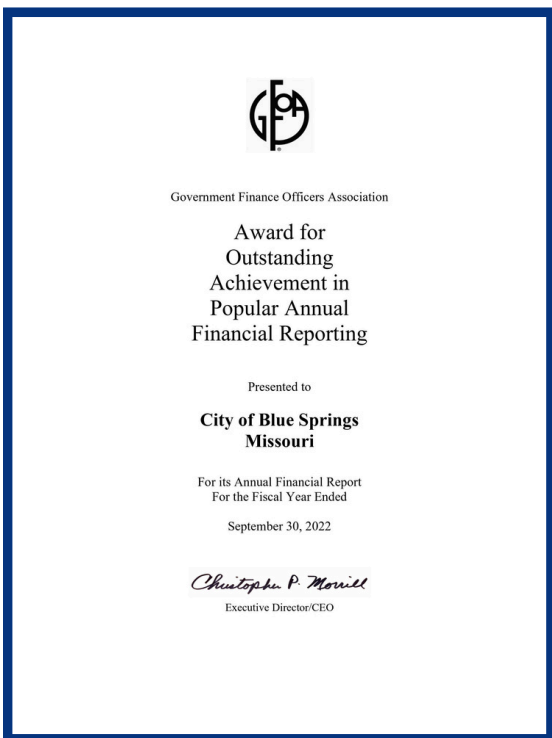 GFOA
Government Finance Officers Association
Award for
Outstanding
Achievement in
Popular Annual
Financial Reporting
Presented to
City of Blue Springs
Missouri
For its Annual Financial Report
For the Fiscal Year Ended
September 30, 2022
Christopher P. Morrill
Executive Director/CEO